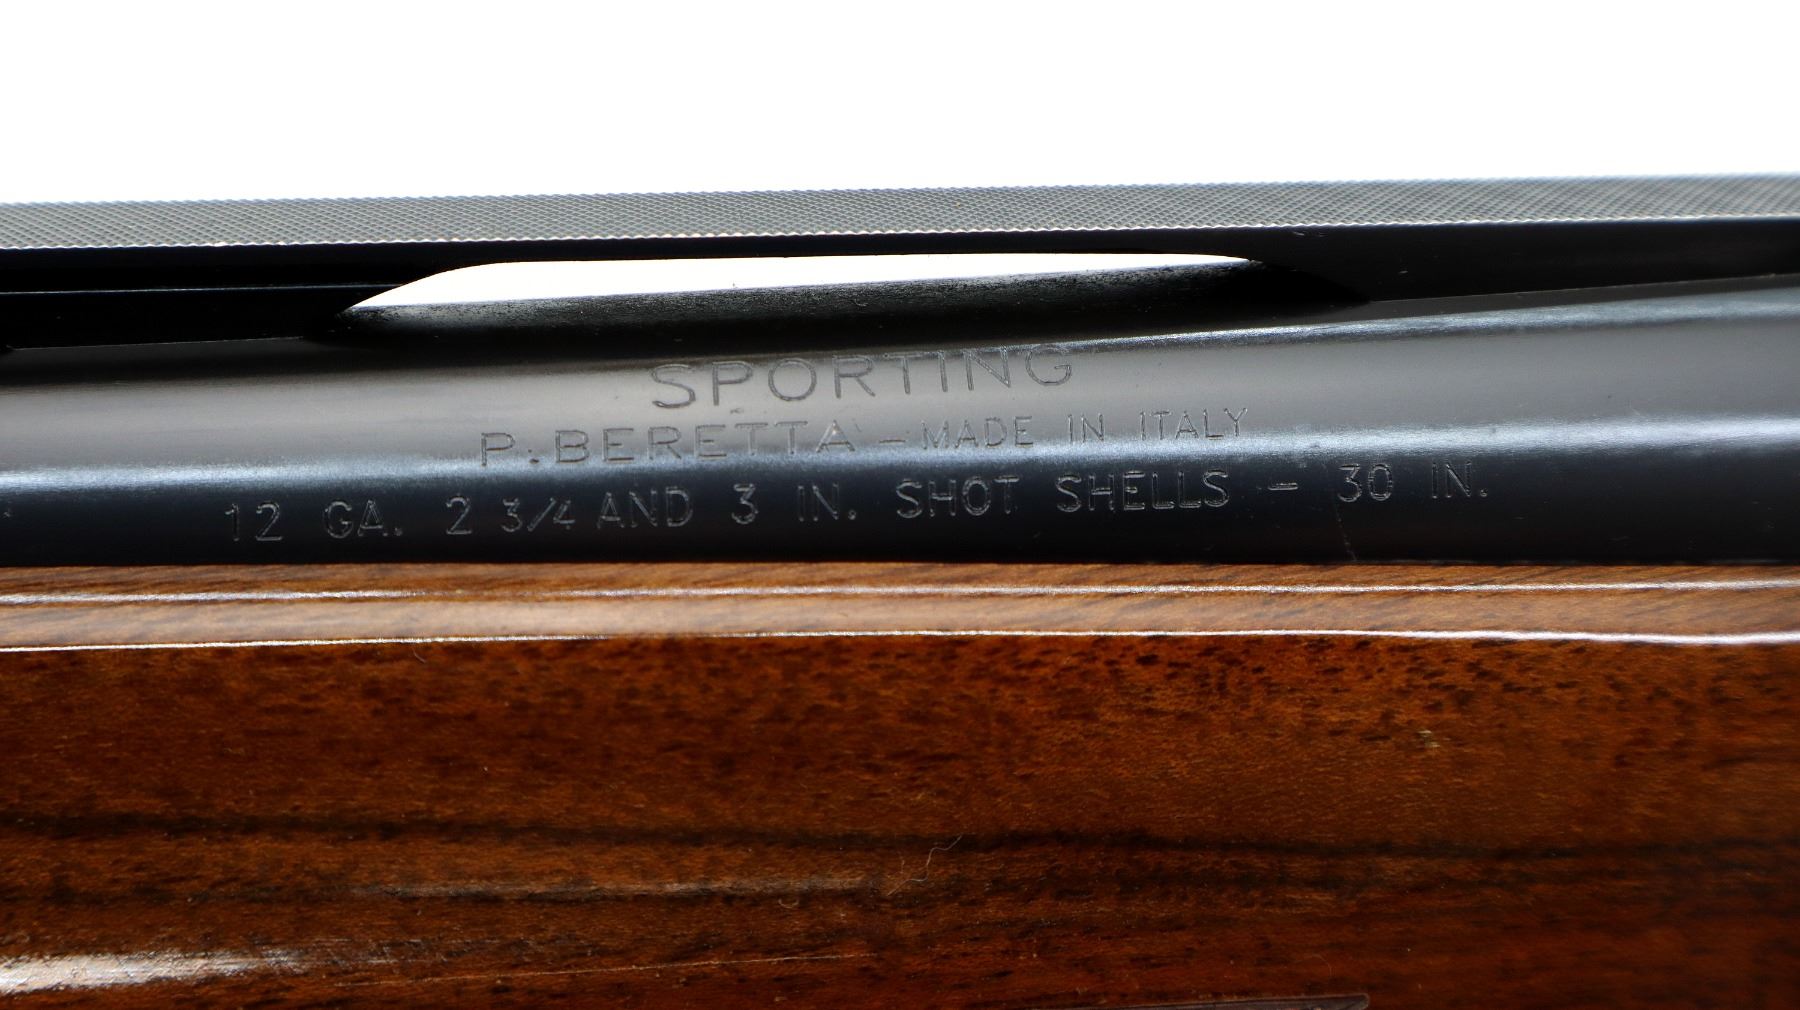 SPORTING
P. BERETTA - MADE IN ITALY
12 GA. 2 3/4 AND 3 IN. SHOT SHELLS - 30 IN.